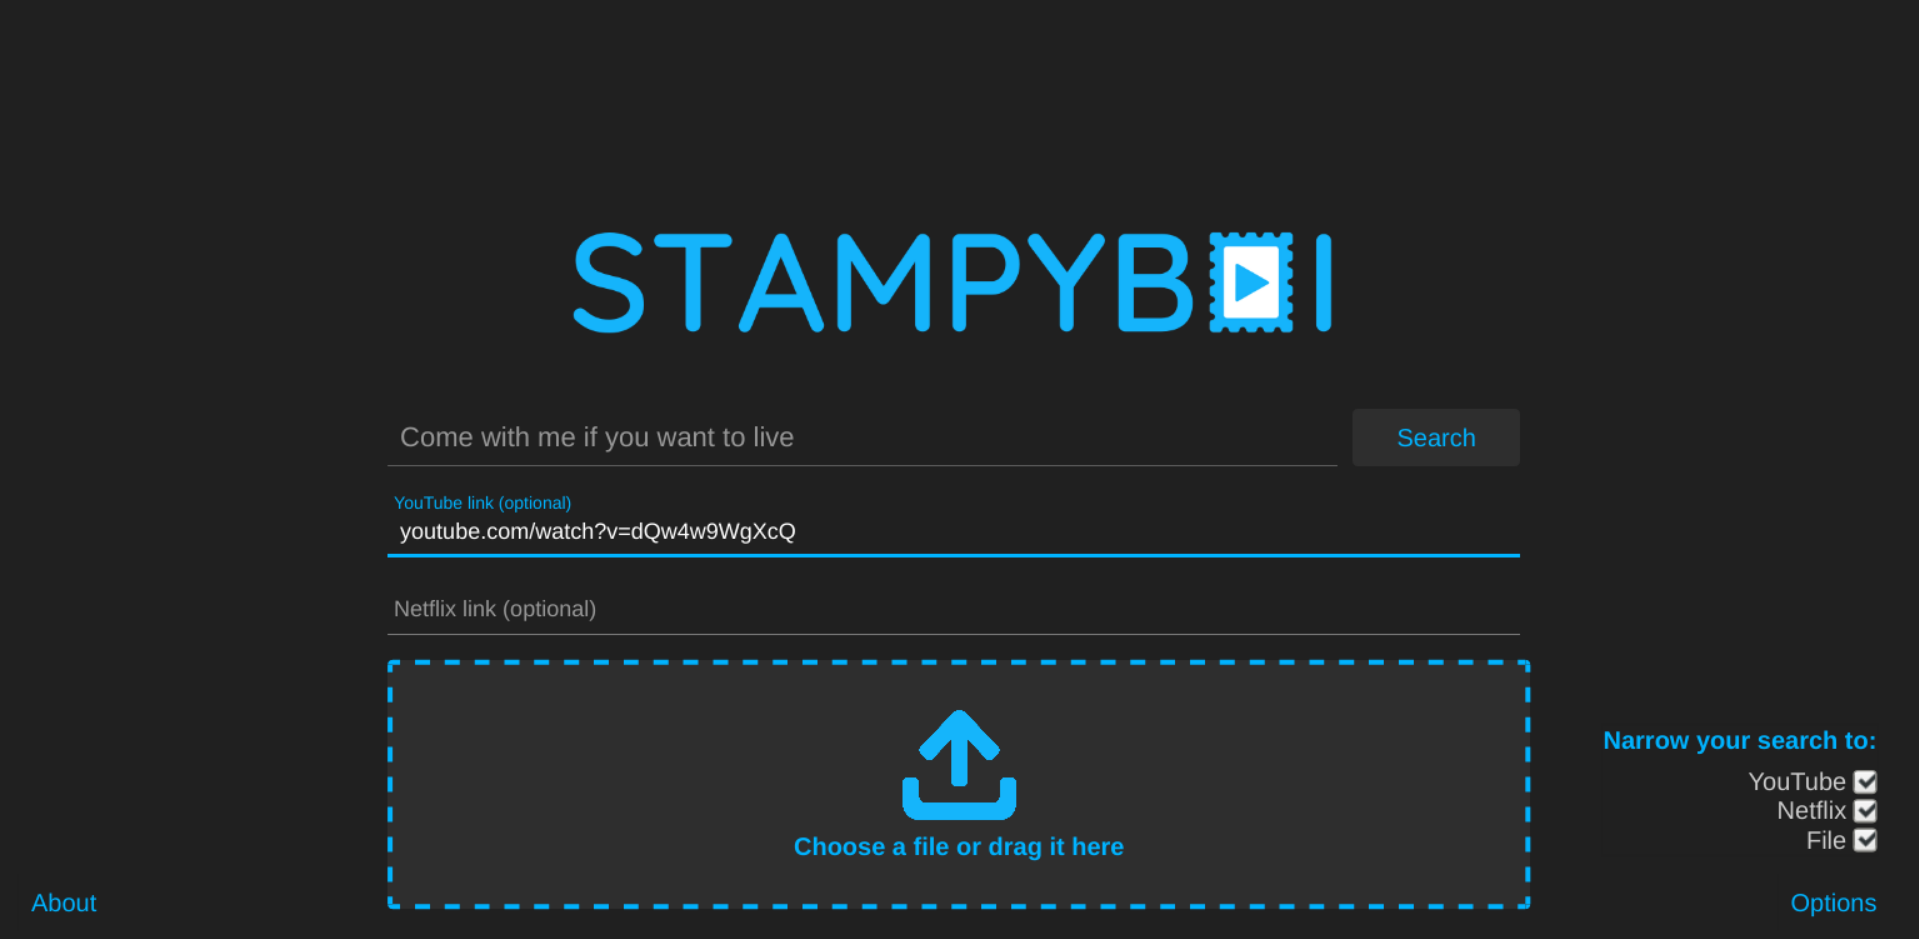 STAMPYBOI
Come with me if you want to live
Search
YouTube link (optional)
youtube.com/watch?v=dQw4w9WgXcQ
Netflix link (optional)
Choose a file or drag it here
Narrow your search to:
YouTube
Netflix
File
About
Options